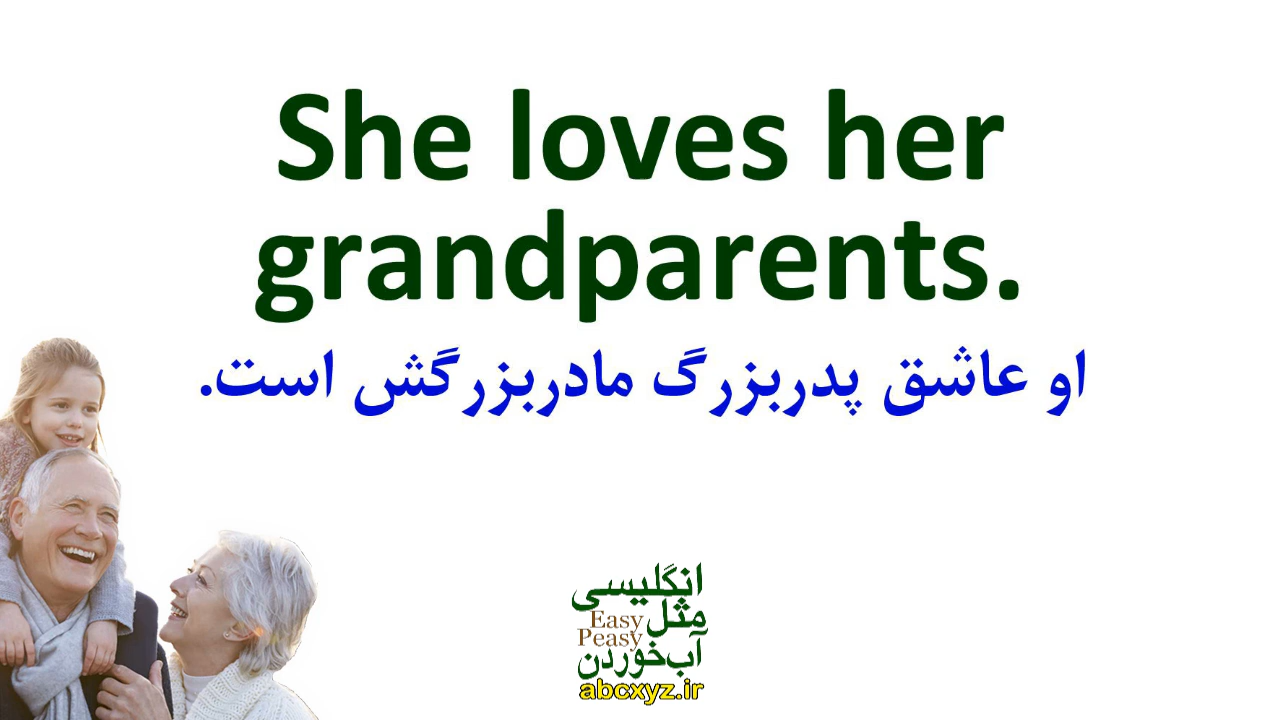 She loves her
grandparents.
او عاشق پدربزرگ مادربزرگش است.
انگلیسی
مثل
Easy
Peasy
آب‌خوردن
abcxyz.ir